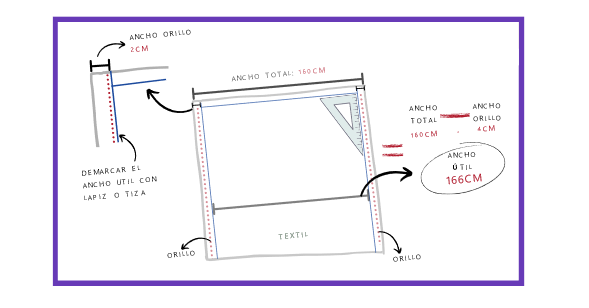 ANCHO ORILLO
2CM
ANCHO TOTAL: 160CM
ANCHO
TOTAL
160CM
-
ANCHO
ORILLO
4CM
ANCHO
ÚTIL
166CM
DEMARCAR EL
ANCHO UTIL CON
LAPIZ O TIZA
TEXTIL
ORILLO
ORILLO